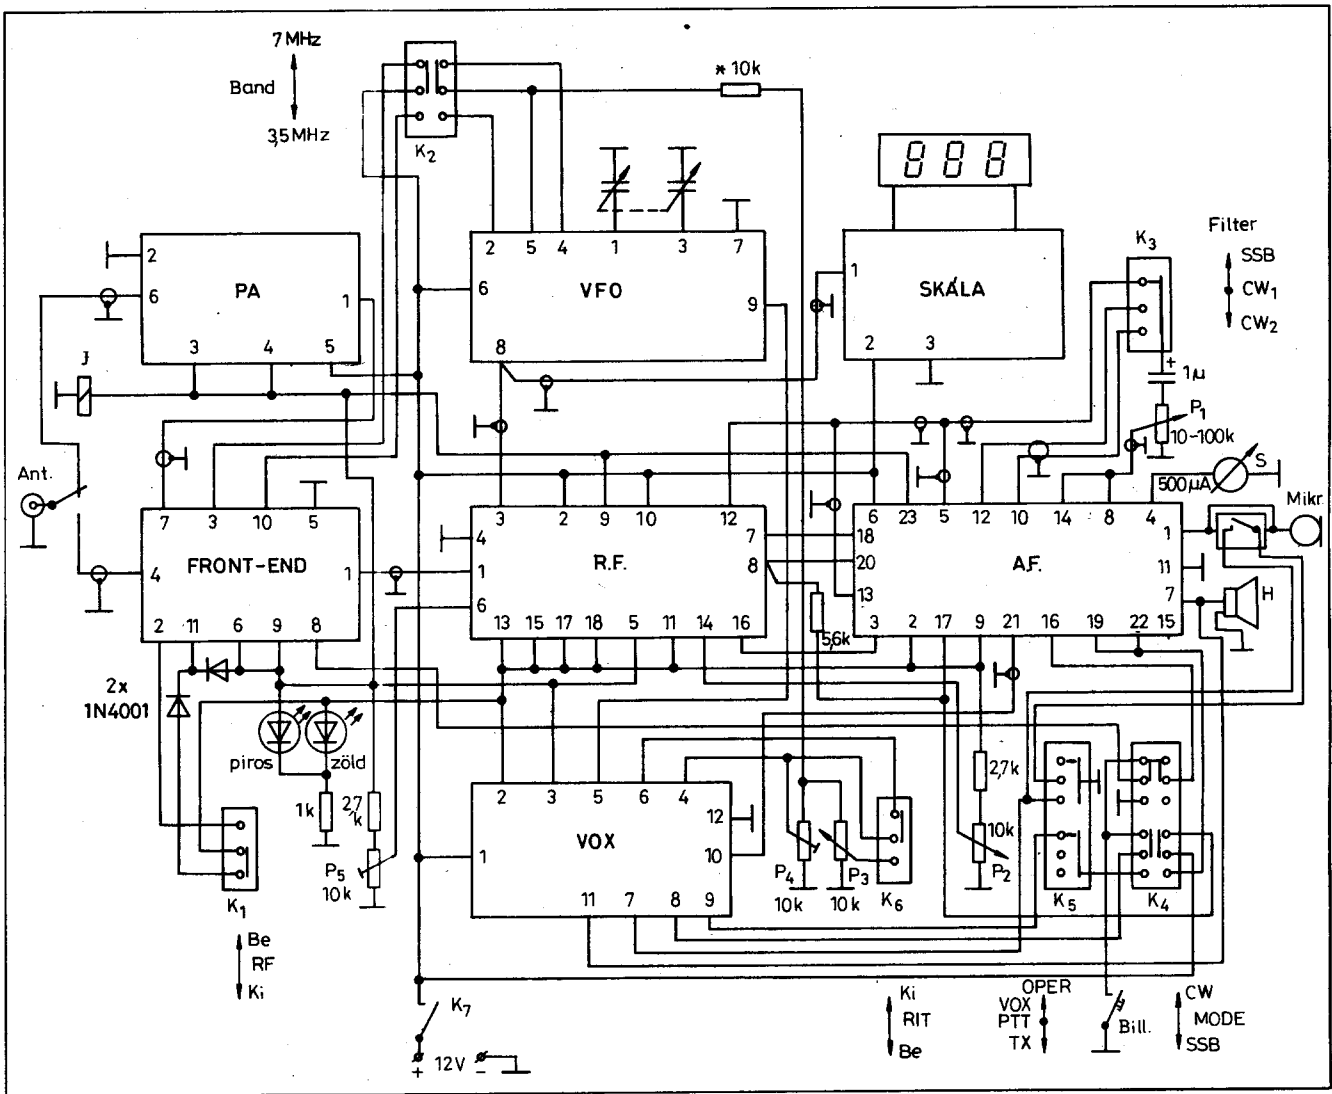 7 MHz
Band
3,5 MHz
K2
* 10k
888
2 5 4 1 3 7
6 VFO 9
8
1 SKÁLA
2 3
K3
Filter
SSB
CW1
CW2
2
6 PA 1
3 4 5
J
+
1µ
P1
10-100k
S
500µA
Mikr.
Ant.
7 3 10 5
4 FRONT-END 1
2 11 6 9 8
3 2 9 10 12
4 7
1 R.F. 8
6
13 15 17 18 5 11 14 16
5,6k
6 23 5 12 10 14 8 4
18 1
20 A.F. 11
13 7
3 2 17 9 21 16 19 22 15
H
2x
1N4001
piros zöld
1k
2,7
k
P5
10k
K1
Be
RF
Ki
2 3 5 6 4
12
VOX
1 10
11 7 8 9
P4
10k
P3
10k
K6
2,7k
10k
P2
K5
K4
K7
+ 12V -
Ki
RIT
Be
OPER
VOX
PTT
TX
Bill.
CW
MODE
SSB